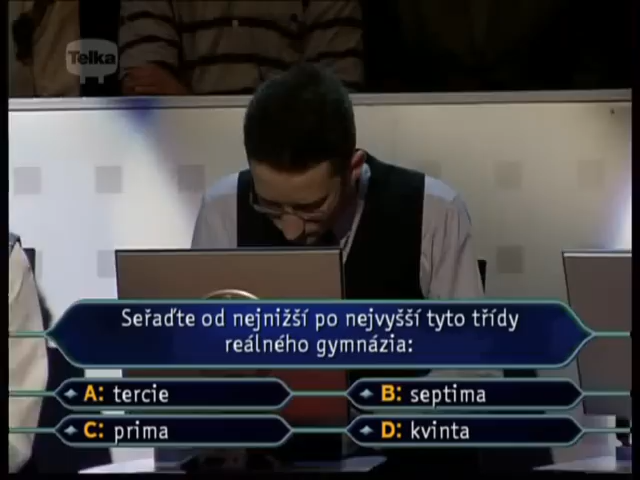 Telka
Seřaďte od nejnižší po nejvyšší tyto třídy
reálného gymnázia:
A: tercie
B: septima
C: prima
D: kvinta